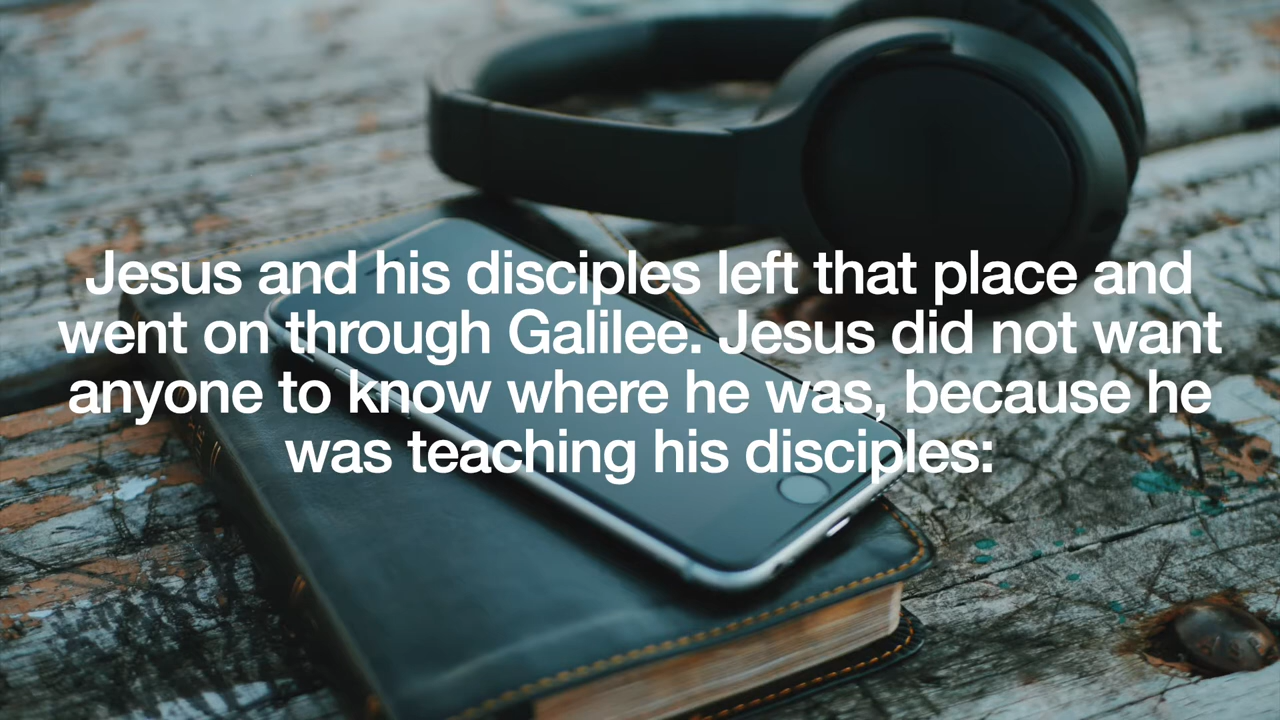 Jesus and his disciples left that place and
went on through Galilee. Jesus did not want
anyone to know where he was, because he
was teaching his disciples: